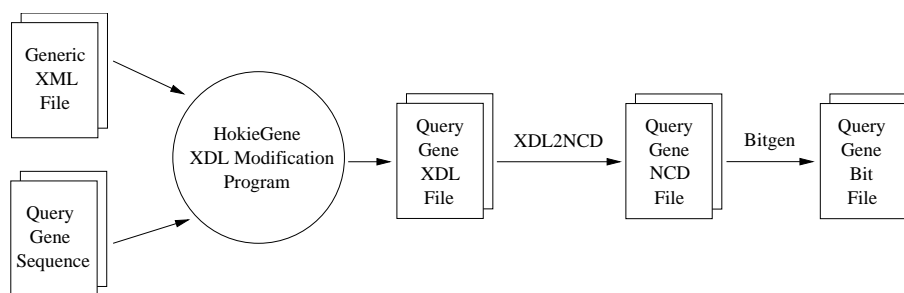 Generic
XML
File
Query
Gene
Sequence
HokieGene
XDL Modification
Program
Query
Gene
XDL
File
XDL2NCD
Query
Gene
NCD
File
Bitgen
Query
Gene
Bit
File